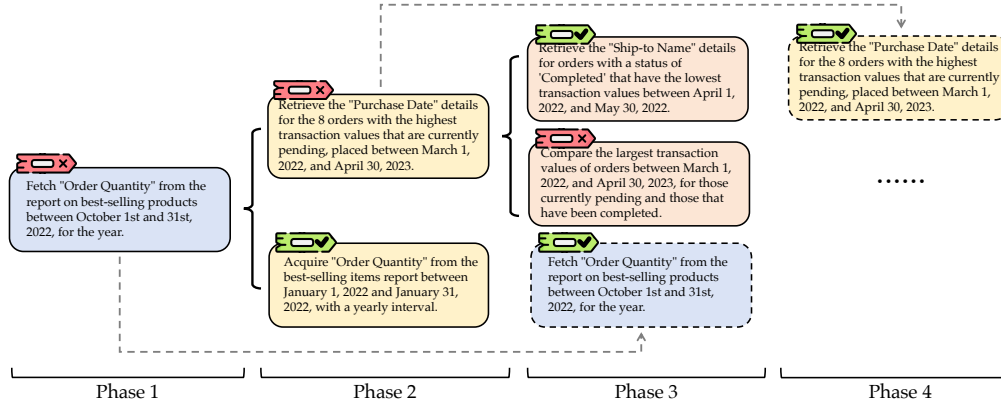 Fetch "Order Quantity" from the
report on best-selling products
between October 1st and 31st,
2022, for the year.
Retrieve the "Purchase Date" details
for the 8 orders with the highest
transaction values that are currently
pending, placed between March 1,
2022, and April 30, 2023.
Acquire "Order Quantity" from the
best-selling items report between
January 1, 2022 and January 31,
2022, with a yearly interval.
Retrieve the "Ship-to Name" details
for orders with a status of
'Completed' that have the lowest
transaction values between April 1,
2022, and May 30, 2022.
Compare the largest transaction
values of orders between March 1,
2022, and April 30, 2023, for those
currently pending and those that
have been completed.
Fetch "Order Quantity" from the
report on best-selling products
between October 1st and 31st,
2022, for the year.
Retrieve the "Purchase Date" details
for the 8 orders with the highest
transaction values that are currently
pending, placed between March 1,
2022, and April 30, 2023.
......
Phase 1
Phase 2
Phase 3
Phase 4